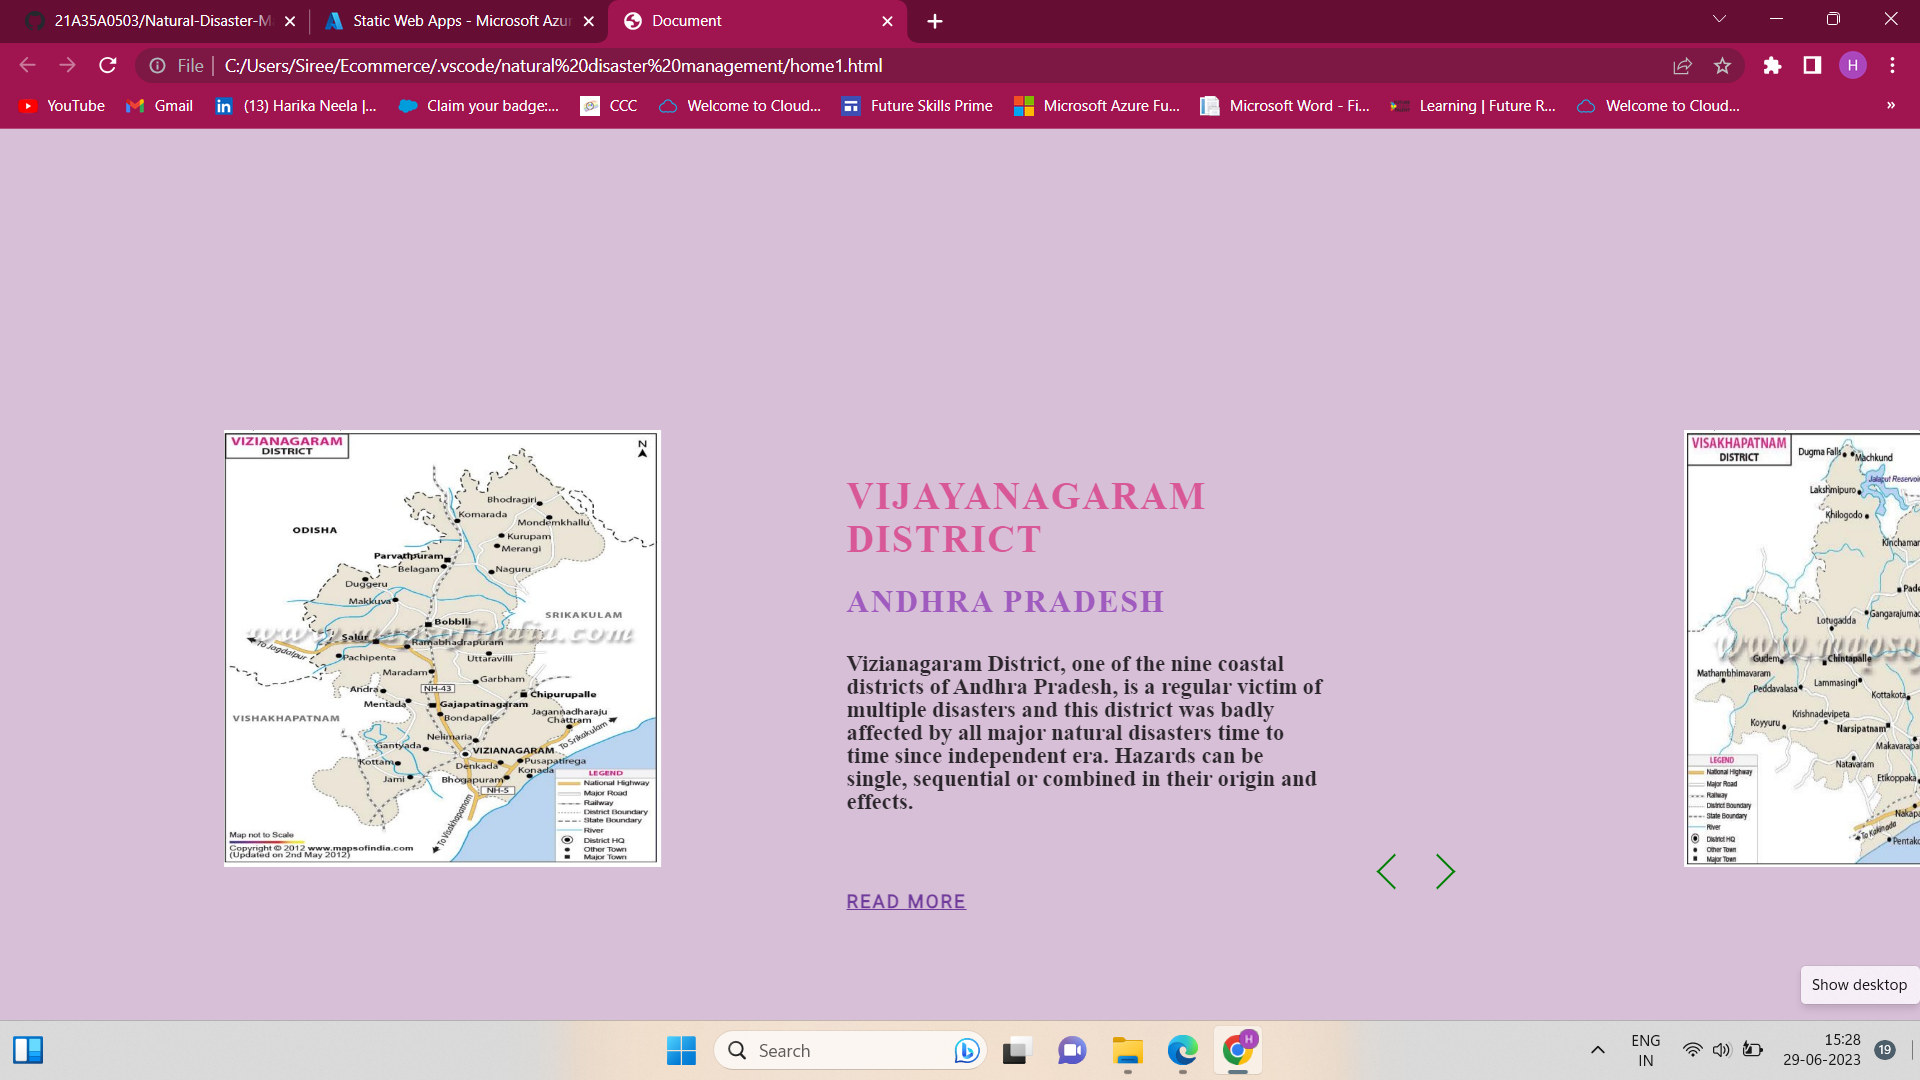 21A35A0503/Natural-Disaster-M
Static Web Apps - Microsoft Azur
Document
File
C:/Users/Siree/Ecommerce/.vscode/natural%20disaster%20management/home1.html
H
YouTube
Gmail
(13) Harika Neela |...
Claim your badge:...
CCC
Welcome to Cloud...
Future Skills Prime
Microsoft Azure Fu...
Microsoft Word - Fi...
Learning | Future R...
Welcome to Cloud...
»
VIZIANAGARAM
DISTRICT
N
Bhodragiri
Komarada
Mondemkhallu
ODISHA
Kurupam
Merangi
Parvatipuram
Belagam
Naguru
Duggeru
Makkuva
SRIKAKULAM
Bobblli
www.mapsofindia.com
Salur
Ramabhadrapuram
To Jagdalpur
Pachipenta
Uttaravilli
Maradam
Garbham
NH-43
Andra
Chipurupalle
Mentada
Gajapatinagaram
Jagannadharaju
Chattram
VISHAKHAPATNAM
Bondapalle
To Srikakulam
Nelimaria
Gantyada
VIZIANAGARAM
Kottam
Denkada
Pusapatirega
Konada
Jami
Bhogapuram
NH-5
To Visakhapatnam
LEGEND
National Highway
Major Road
Railway
District Boundary
State Boundary
River
District HQ
Other Town
Major Town
Map not to Scale
Copyright © 2012 www.mapsofindia.com
(Updated on 2nd May 2012)
VIJAYANAGARAM
DISTRICT
ANDHRA PRADESH
Vizianagaram District, one of the nine coastal
districts of Andhra Pradesh, is a regular victim of
multiple disasters and this district was badly
affected by all major natural disasters time to
time since independent era. Hazards can be
single, sequential or combined in their origin and
effects.
READ MORE
VISAKHAPATNAM
DISTRICT
Dugma Falls
Machkund
Jalaput Reservoi
Lakshmipuro
Khilogodo
Kinchamar
Pade
Gangarajumad
Lotugadda
www.mapso
Gudem
Chintapalle
Mathambhimavaram
Lammasingi
Peddavalasa
Kottakota
Krishnadevipeta
Koyyuru
Narsipatnam
Makavarapa
Natavaram
Etikoppaka
Nakapa
To Kakinada
Pentako
LEGEND
National Highway
Major Road
Railway
District Boundary
State Boundary
River
District HQ
Other Town
Major Town
Show desktop
Search
H
ENG
IN
15:28
29-06-2023
19